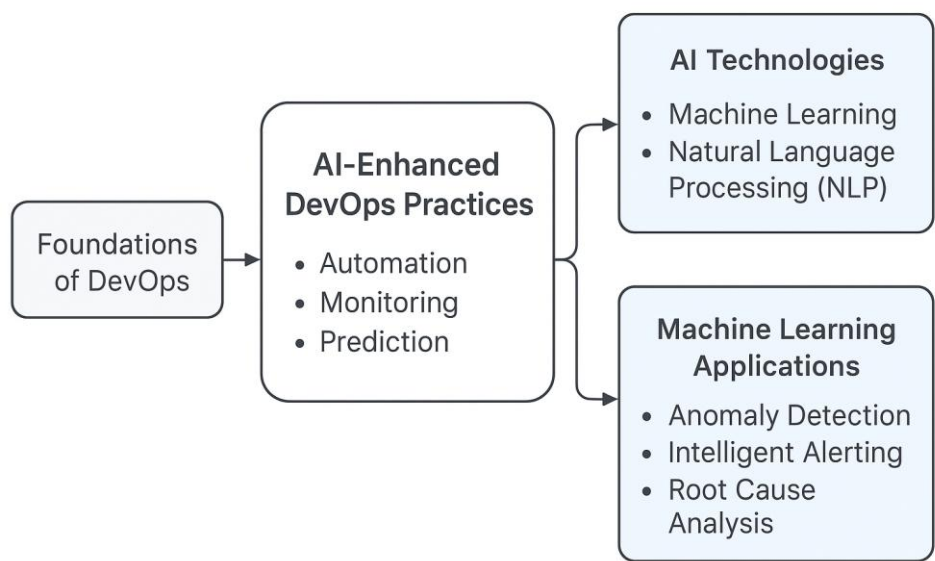 Foundations
of DevOps
AI-Enhanced
DevOps Practices
• Automation
• Monitoring
• Prediction
AI Technologies
• Machine Learning
• Natural Language
Processing (NLP)
Machine Learning
Applications
• Anomaly Detection
• Intelligent Alerting
• Root Cause
Analysis